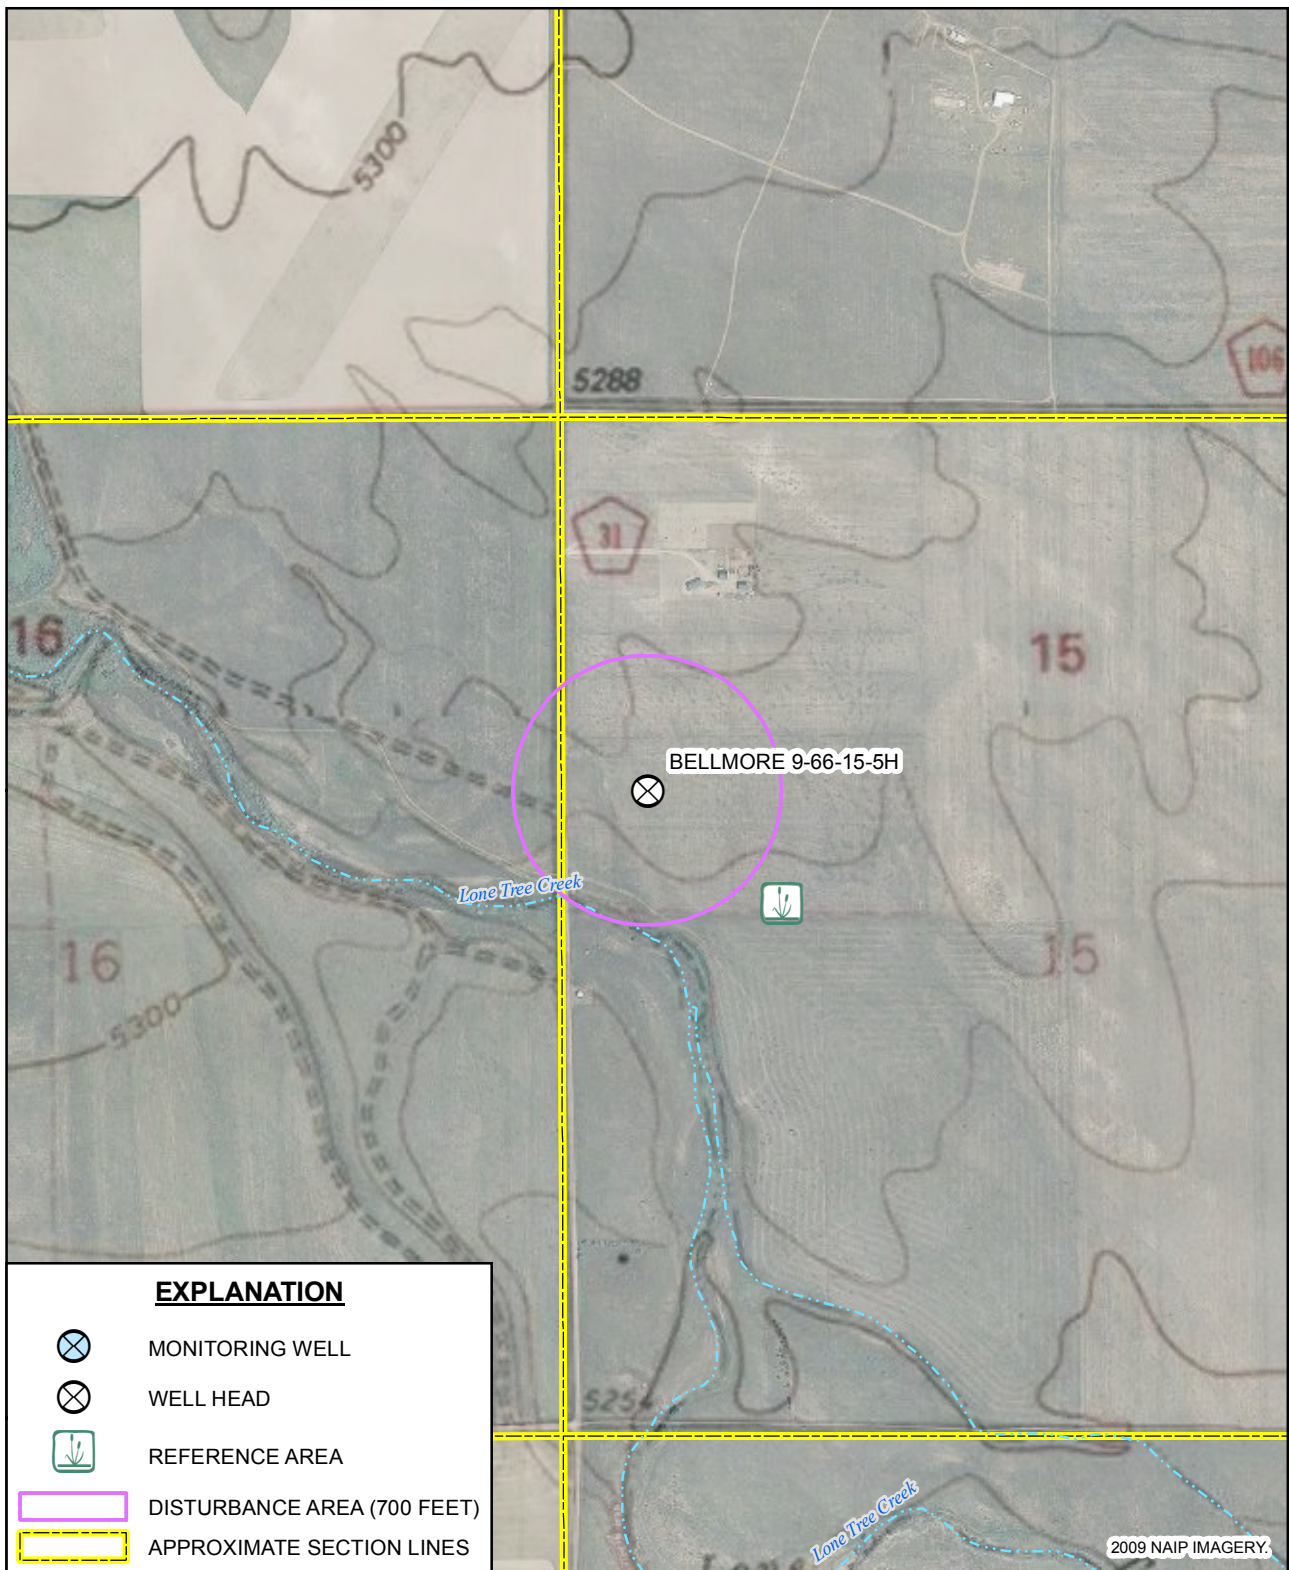 5300
5288
106
31
16
15
BELLMORE 9-66-15-5H
Lone Tree Creek
16
15
5300
525
Lone Tree Creek
2009 NAIP IMAGERY.
EXPLANATION
MONITORING WELL
WELL HEAD
REFERENCE AREA
DISTURBANCE AREA (700 FEET)
APPROXIMATE SECTION LINES